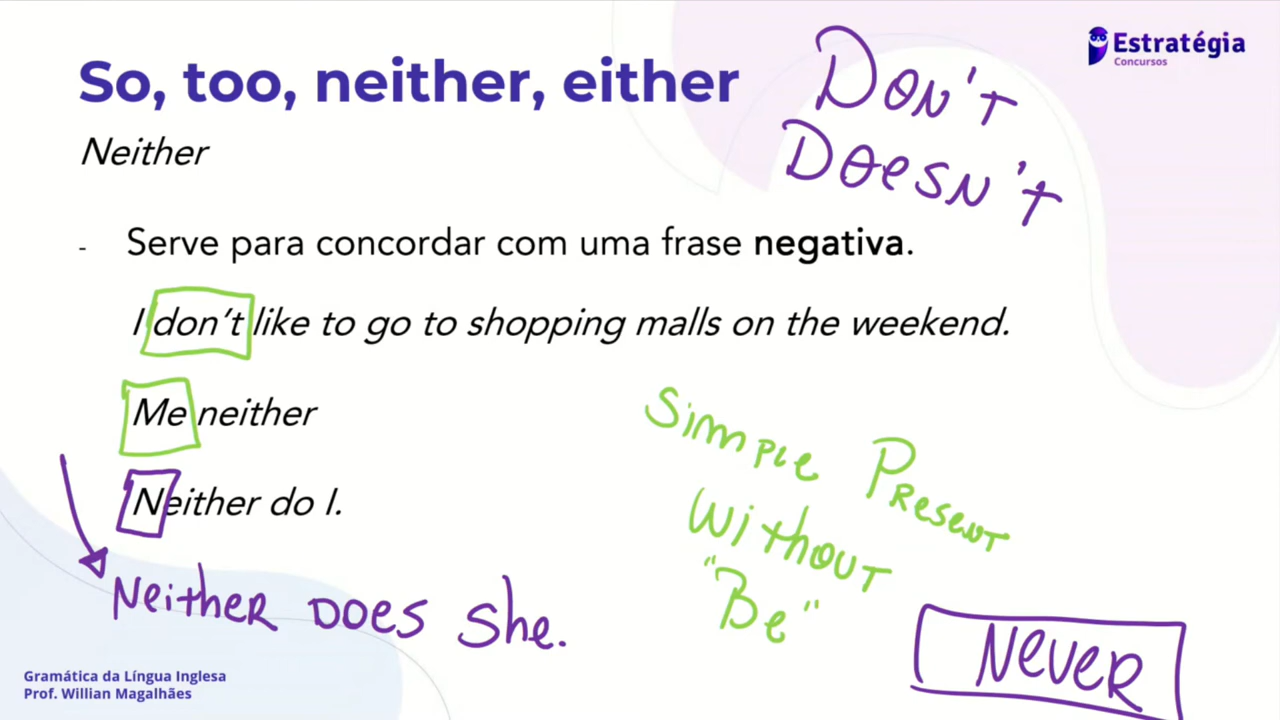 So, too, neither, either
Don't
Doesn't
Estratégia
Concursos
Neither
- Serve para concordar com uma frase negativa.
I don't like to go to shopping malls on the weekend.
Me neither
Neither do I.
Neither does she.
Simple Present
Without
"Be"
Never
Gramática da Língua Inglesa
Prof. Willian Magalhães